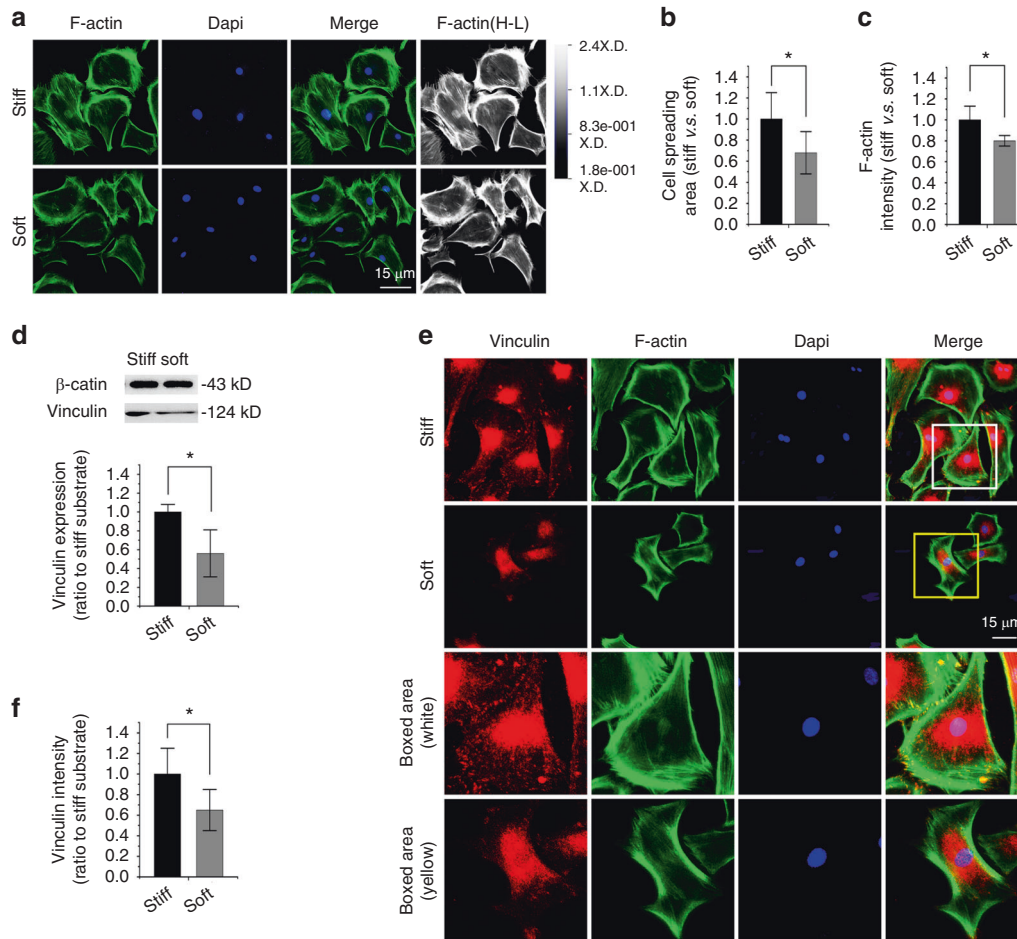 a
F-actin
Dapi
Merge
F-actin(H-L)
Stiff
Soft
15 μm
2.4X.D.
1.1X.D.
8.3e-001
X.D.
1.8e-001
X.D.
b
Cell spreading
area (stiff v.s. soft)
1.4
1.2
1.0
0.8
0.6
0.4
0.2
0.0
*
Stiff
Soft
c
F-actin
intensity (stiff v.s. soft)
1.4
1.2
1.0
0.8
0.6
0.4
0.2
0.0
*
Stiff
Soft
d
Stiff soft
β-catin
-43 kD
Vinculin
-124 kD
Vinculin expression
(ratio to stiff substrate)
1.4
1.2
1.0
0.8
0.6
0.4
0.2
0.0
*
Stiff
Soft
e
Vinculin
F-actin
Dapi
Merge
Stiff
Soft
15 μm
Boxed area
(white)
Boxed area
(yellow)
f
Vinculin intensity
(ratio to stiff substrate)
1.4
1.2
1.0
0.8
0.6
0.4
0.2
0.0
*
Stiff
Soft